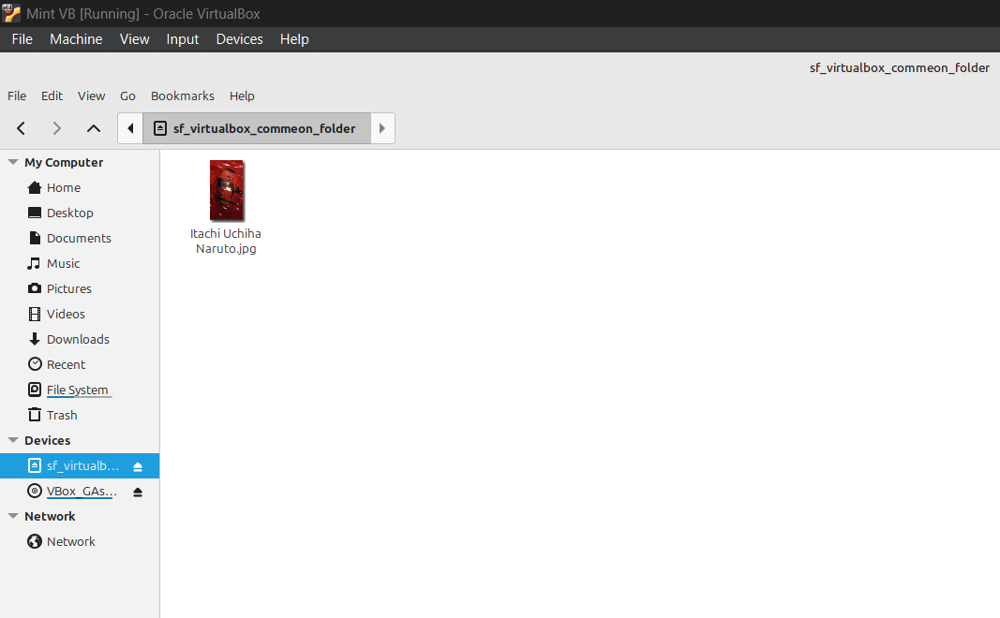 Mint VB [Running] - Oracle VirtualBox
File Machine View Input Devices Help
sf_virtualbox_commeon_folder
File Edit View Go Bookmarks Help
sf_virtualbox_commeon_folder
My Computer
Home
Desktop
Documents
Music
Pictures
Videos
Downloads
Recent
File System
Trash
Devices
sf_virtualb...
VBox_GAs...
Network
Network
Itachi Uchiha
Naruto.jpg